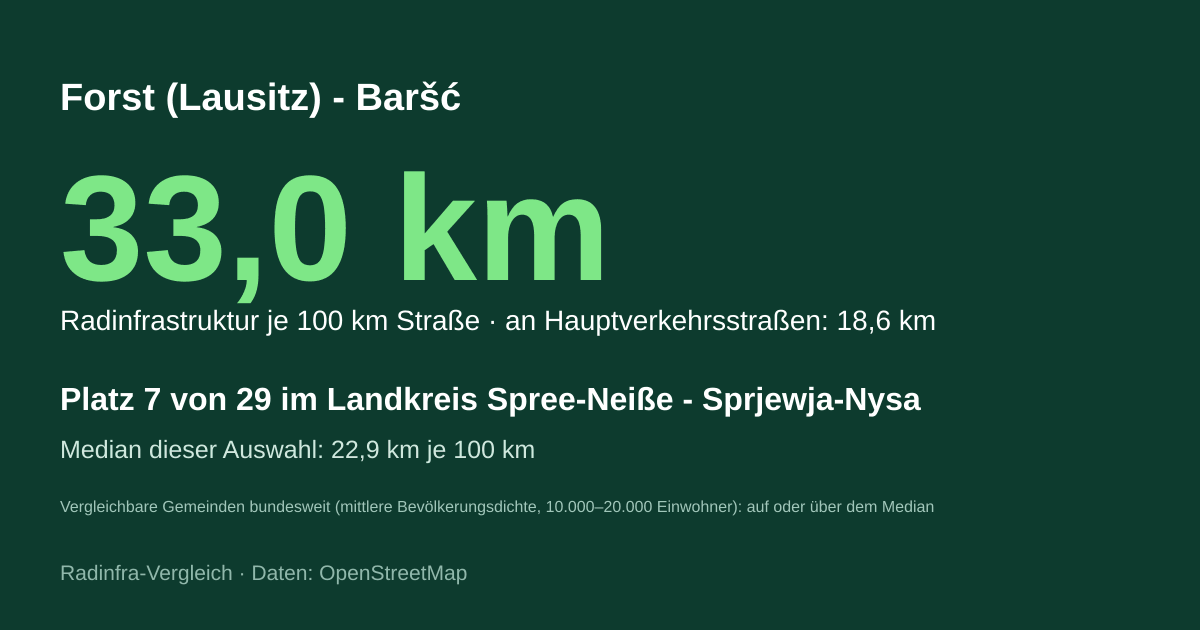 Forst (Lausitz) - Baršć
33,0 km
Radinfrastruktur je 100 km Straße · an Hauptverkehrsstraßen: 18,6 km
Platz 7 von 29 im Landkreis Spree-Neiße - Sprjewja-Nysa
Median dieser Auswahl: 22,9 km je 100 km
Vergleichbare Gemeinden bundesweit (mittlere Bevölkerungsdichte, 10.000–20.000 Einwohner): auf oder über dem Median
Radinfra-Vergleich · Daten: OpenStreetMap